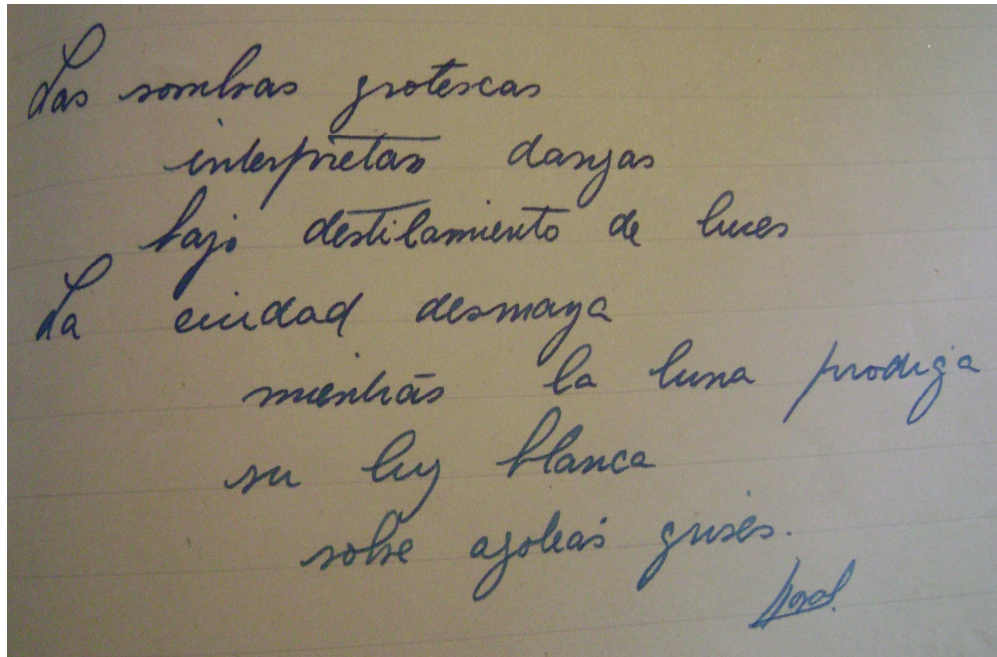 Las sombras grotescas
interpretan danzas
bajo destilamiento de luces
La ciudad desmaya
mientras la luna prodiga
su luz blanca
sobre azoteas grises.